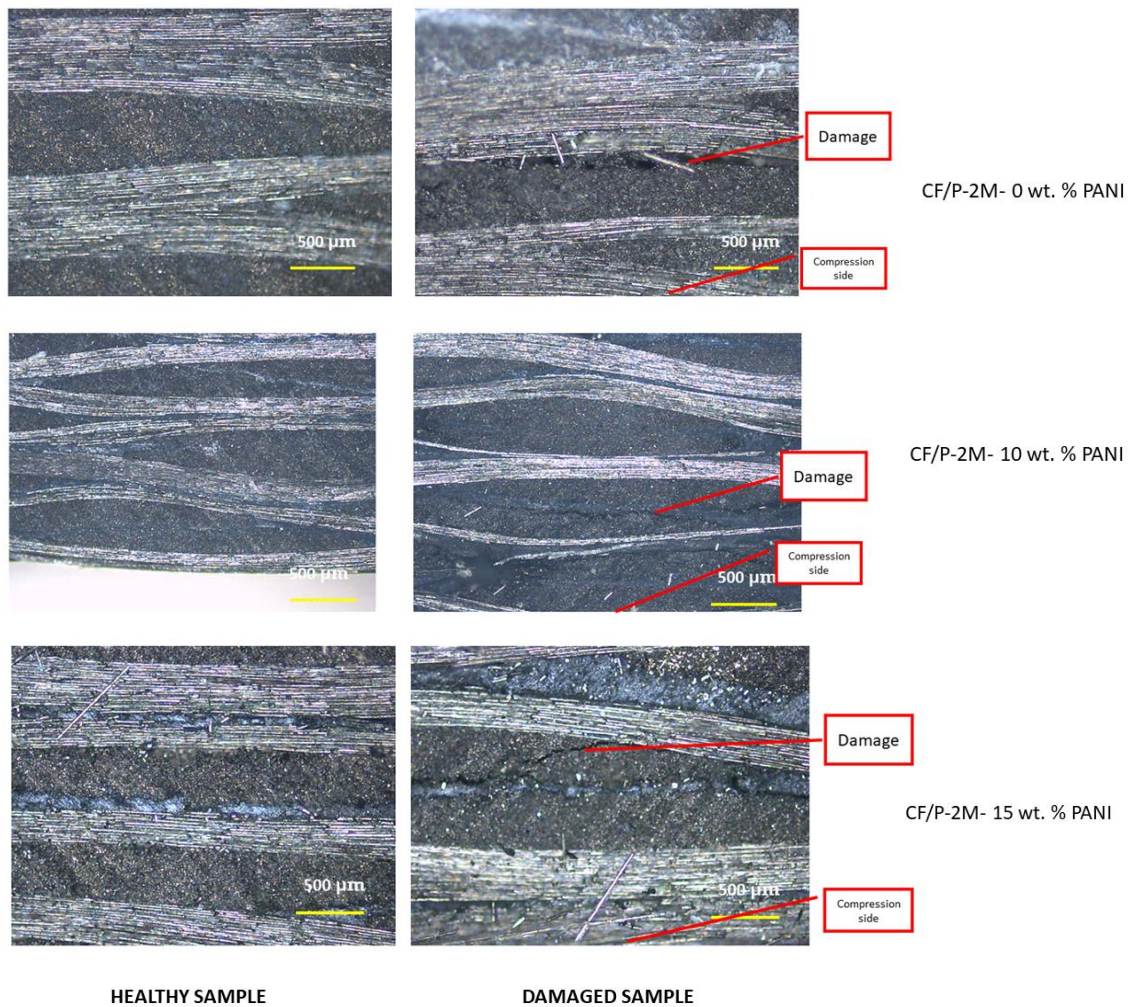 500 µm
500 µm
Damage
Compression
side
CF/P-2M- 0 wt. % PANI
500 µm
500 µm
Damage
Compression
side
CF/P-2M- 10 wt. % PANI
500 µm
500 µm
Damage
Compression
side
CF/P-2M- 15 wt. % PANI
HEALTHY SAMPLE
DAMAGED SAMPLE